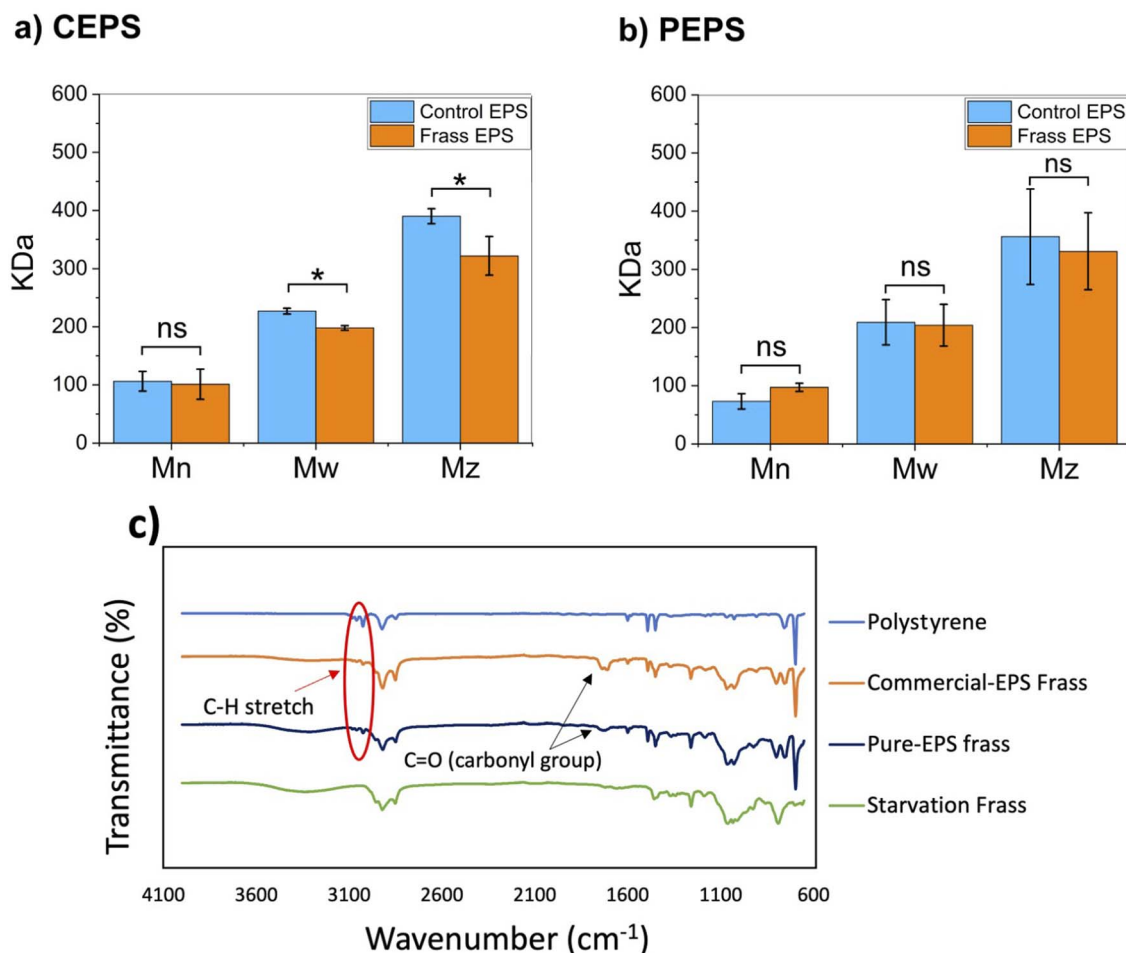 a) CEPS
600
500
400
300
200
100
0
KDa
Control EPS
Frass EPS
ns
*
*
Mn Mw Mz
b) PEPS
600
500
400
300
200
100
0
KDa
Control EPS
Frass EPS
ns
ns
ns
Mn Mw Mz
c)
Transmittance (%)
C-H stretch
C=O (carbonyl group)
Polystyrene
Commercial-EPS Frass
Pure-EPS frass
Starvation Frass
4100 3600 3100 2600 2100 1600 1100 600
Wavenumber (cm⁻¹)